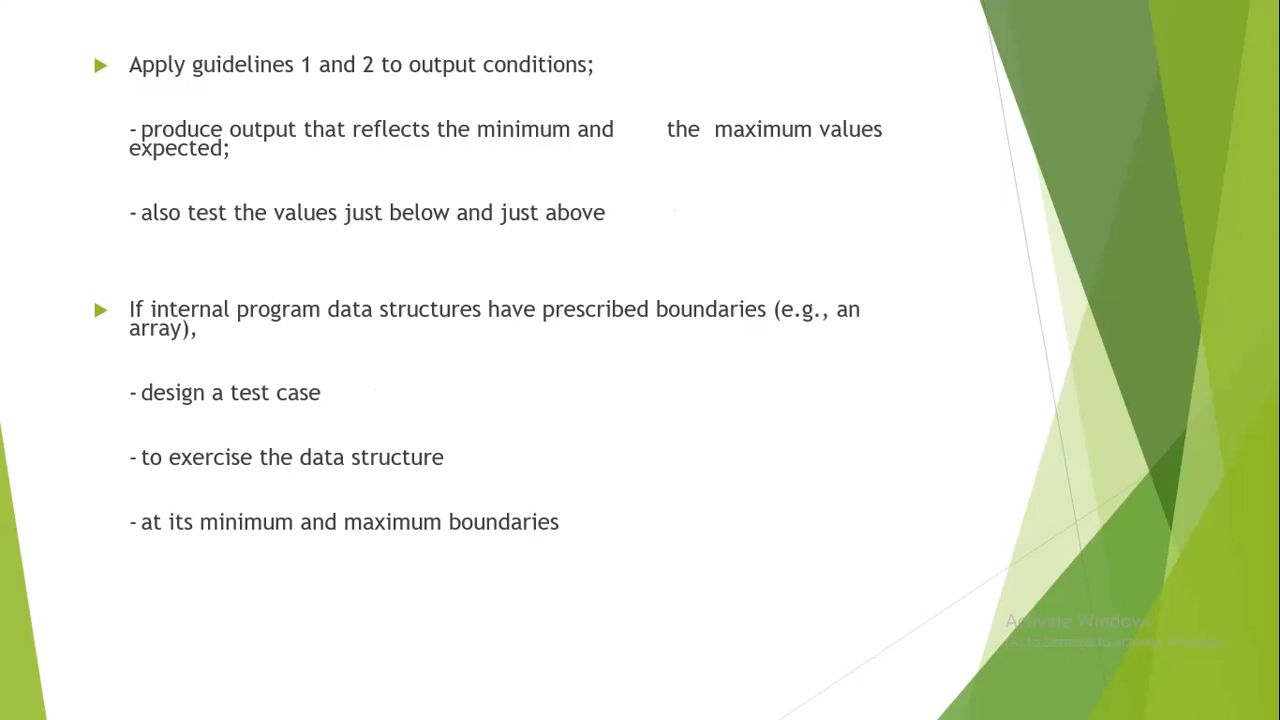 Apply guidelines 1 and 2 to output conditions;
- produce output that reflects the minimum and the maximum values
expected;
- also test the values just below and just above
If internal program data structures have prescribed boundaries (e.g., an
array),
- design a test case
- to exercise the data structure
- at its minimum and maximum boundaries
Activate Windows